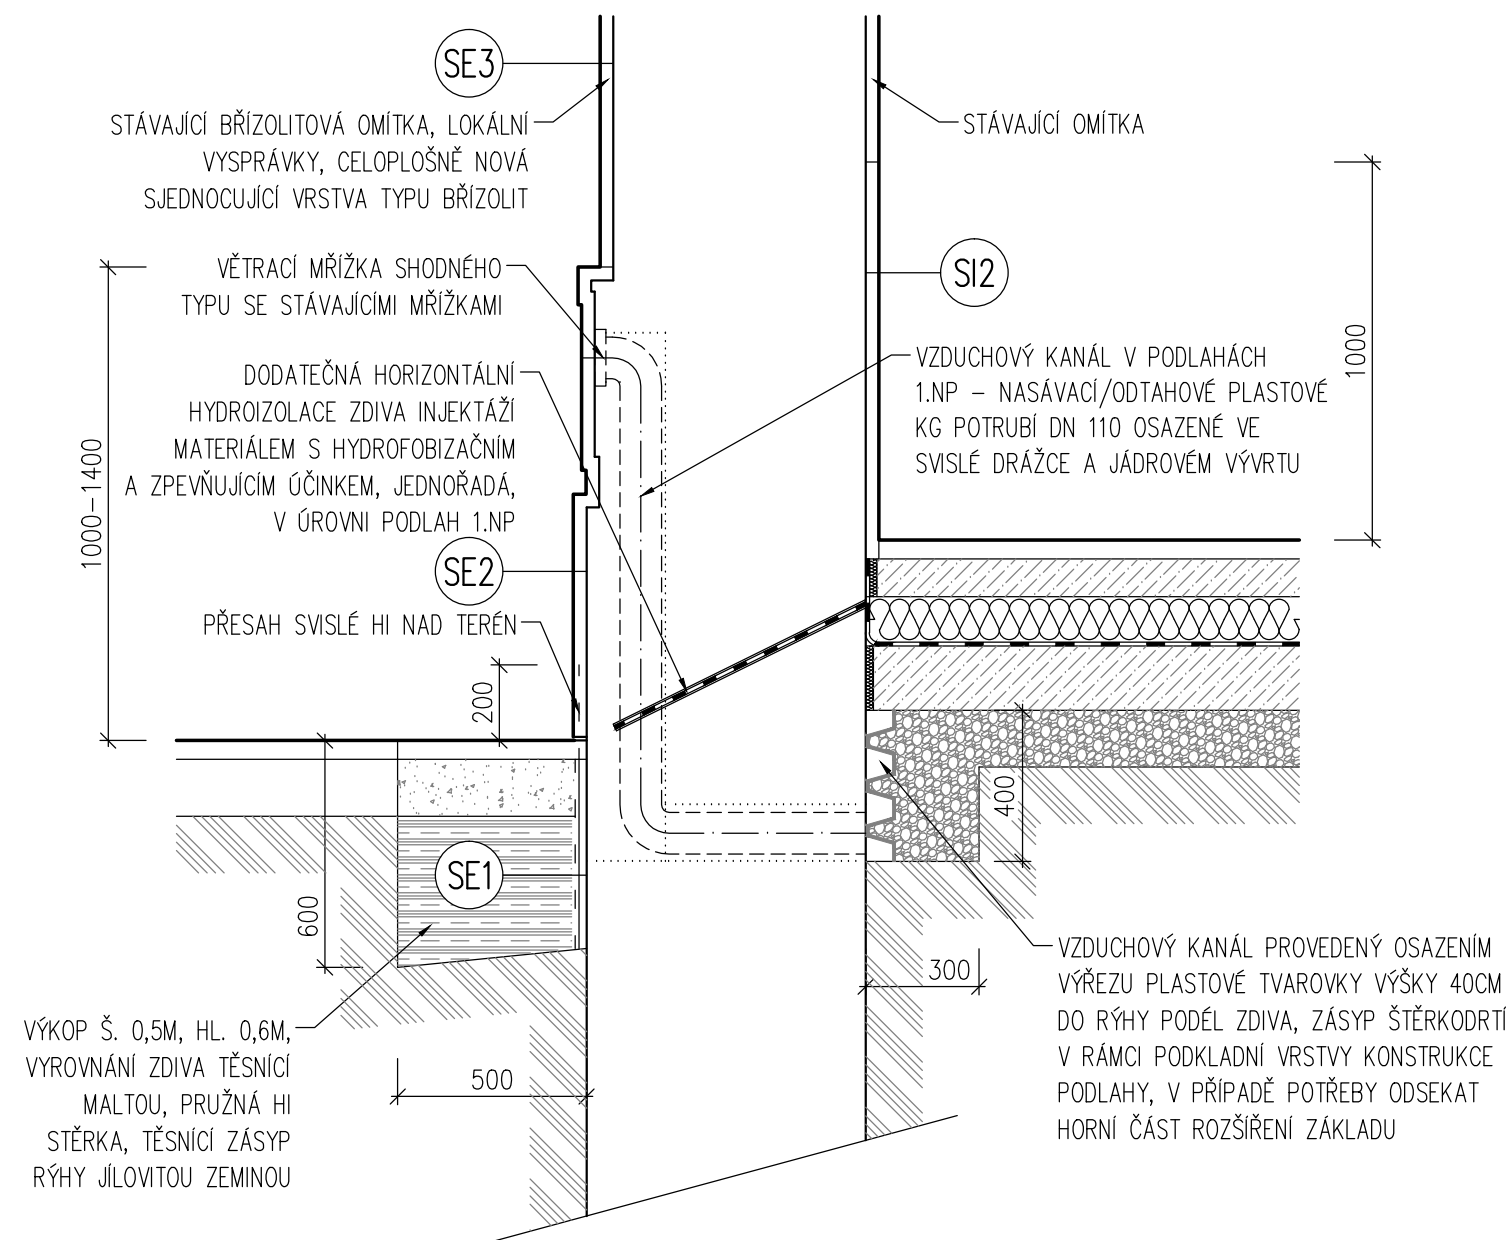 SE3
STÁVAJÍCÍ BŘÍZOLITOVÁ OMÍTKA, LOKÁLNÍ
VYSPRÁVKY, CELOPLOŠNĚ NOVÁ
SJEDNOCUJÍCÍ VRSTVA TYPU BŘÍZOLIT
STÁVAJÍCÍ OMÍTKA
VĚTRACÍ MŘÍŽKA SHODNÉHO
TYPU SE STÁVAJÍCÍMI MŘÍŽKAMI
SI2
DODATEČNÁ HORIZONTÁLNÍ
HYDROIZOLACE ZDIVA INJEKTÁŽÍ
MATERIÁLEM S HYDROFOBIZAČNÍM
A ZPEVŇUJÍCÍM ÚČINKEM, JEDNOŘADÁ,
V ÚROVNI PODLAH 1.NP
VZDUCHOVÝ KANÁL V PODLAHÁCH
1.NP – NASÁVACÍ/ODTAHOVÉ PLASTOVÉ
KG POTRUBÍ DN 110 OSAZENÉ VE
SVISLÉ DRÁŽCE A JÁDROVÉM VÝVRTU
1000
1000–1400
SE2
PŘESAH SVISLÉ HI NAD TERÉN
200
400
SE1
600
300
500
VÝKOP Š. 0,5M, HL. 0,6M,
VYROVNÁNÍ ZDIVA TĚSNÍCÍ
MALTOU, PRUŽNÁ HI
STĚRKA, TĚSNÍCÍ ZÁSYP
RÝHY JÍLOVITOU ZEMINOU
VZDUCHOVÝ KANÁL PROVEDENÝ OSAZENÍM
VÝŘEZU PLASTOVÉ TVAROVKY VÝŠKY 40CM
DO RÝHY PODÉL ZDIVA, ZÁSYP ŠTĚRKODRTÍ
V RÁMCI PODKLADNÍ VRSTVY KONSTRUKCE
PODLAHY, V PŘÍPADĚ POTŘEBY ODSEKAT
HORNÍ ČÁST ROZŠÍŘENÍ ZÁKLADU